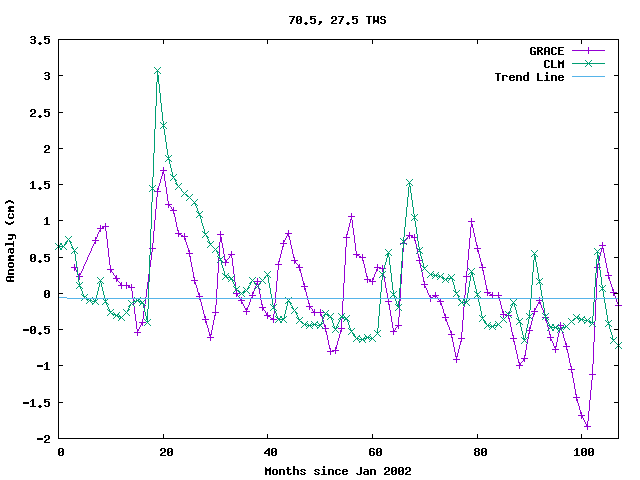 70.5, 27.5 TWS
GRACE
CLM
Trend Line
3.5
3
2.5
2
1.5
1
0.5
0
-0.5
-1
-1.5
-2
Anomaly (cm)
0 20 40 60 80 100
Months since Jan 2002